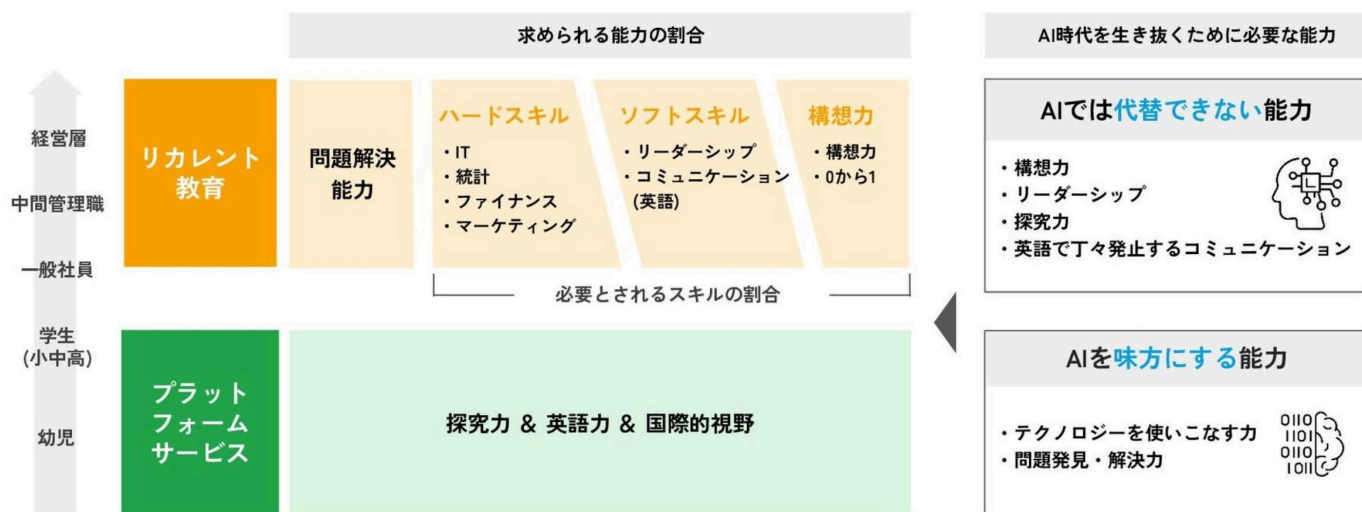 求められる能力の割合
AI時代を生き抜くために必要な能力
経営層
中間管理職
一般社員
学生
(小中高)
幼児
リカレント
教育
問題解決
能力
ハードスキル
・IT
・統計
・ファイナンス
・マーケティング
ソフトスキル
・リーダーシップ
・コミュニケーション
(英語)
構想力
・構想力
・0から1
必要とされるスキルの割合
プラット
フォーム
サービス
探究力 & 英語力 & 国際的視野
AIでは代替できない能力
・構想力
・リーダーシップ
・探究力
・英語で丁々発止するコミュニケーション
AIを味方にする能力
・テクノロジーを使いこなす力
・問題発見・解決力
0110
1101
0110
1011